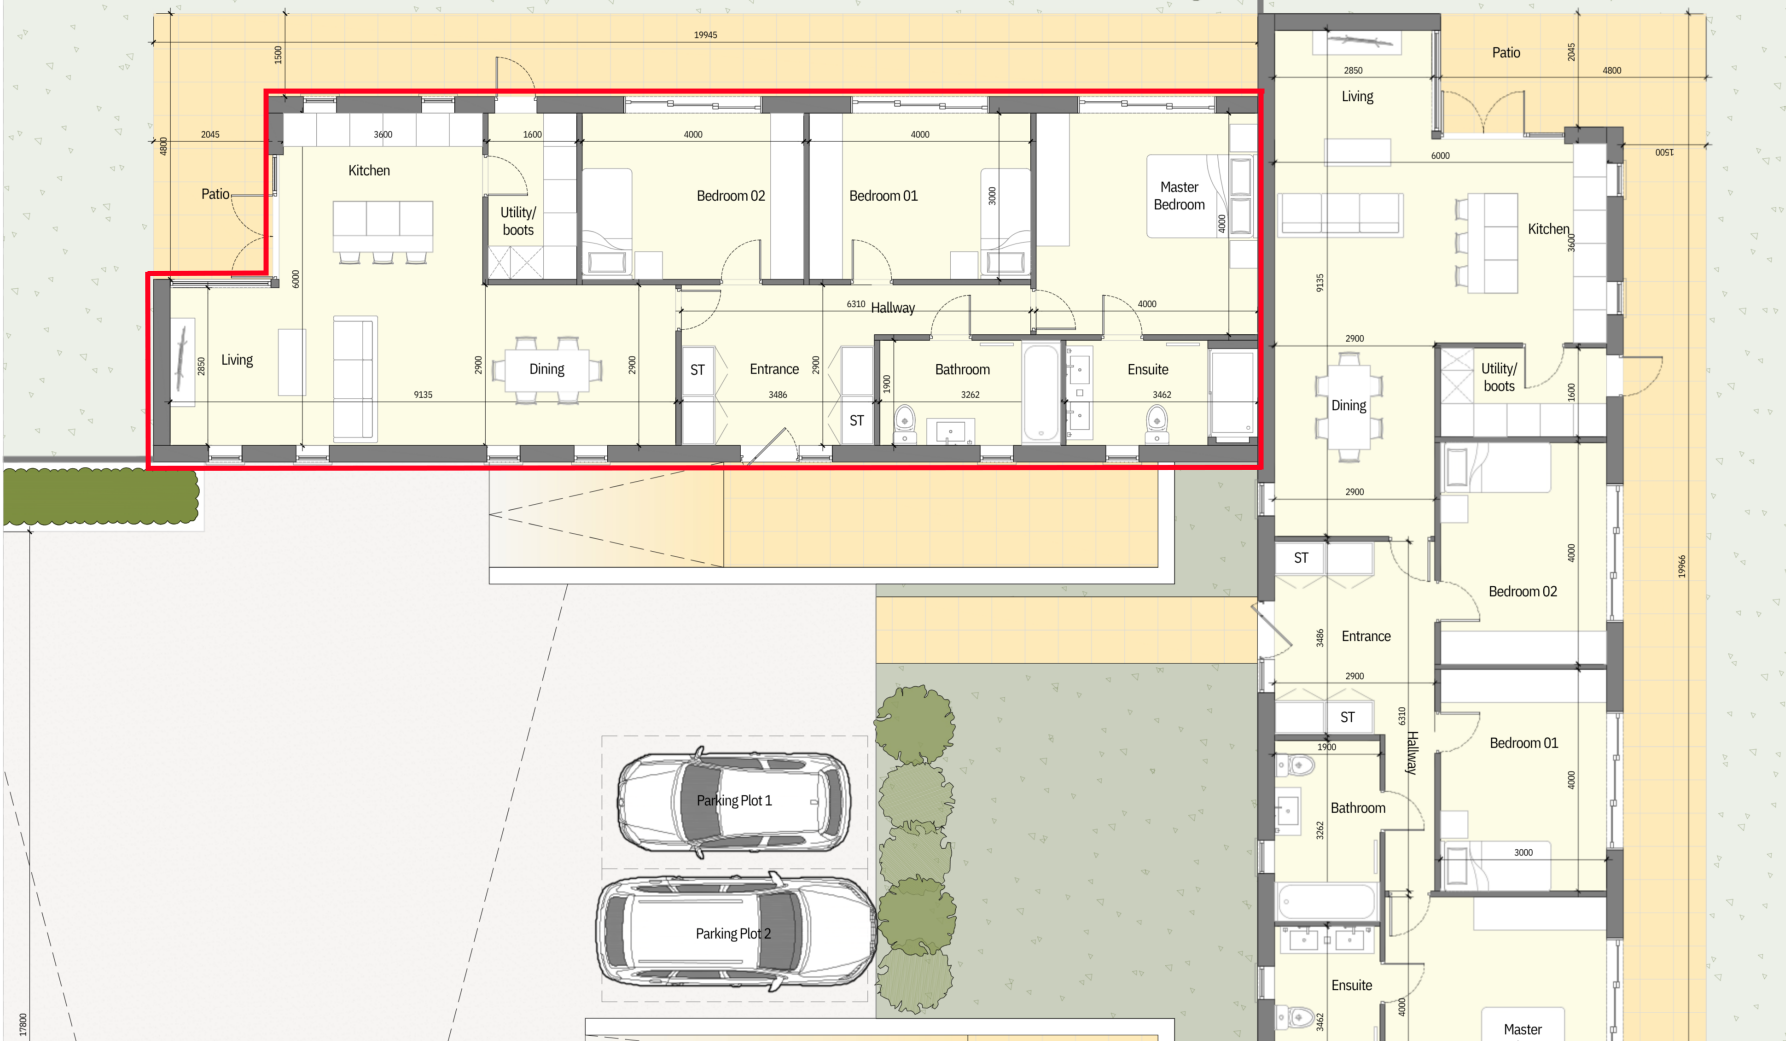 19945
1500
2045
4800
Patio
3600
Kitchen
1600
Utility/
boots
4000
Bedroom 02
4000
Bedroom 01
3000
Master
Bedroom
4000
6000
6310
Hallway
4000
Living
2850
9135
2900
Dining
2900
ST
Entrance
2900
3486
ST
1900
Bathroom
3262
Ensuite
3462
2850
Living
Patio
2045
4800
6000
1500
Kitchen
3600
9135
2900
Utility/
boots
1600
Dining
2900
ST
4000
Bedroom 02
19966
Entrance
3486
2900
ST
6310
Hallway
1900
Bedroom 01
4000
Bathroom
3262
3000
Ensuite
3462
4000
Master
Parking Plot 1
Parking Plot 2
17800